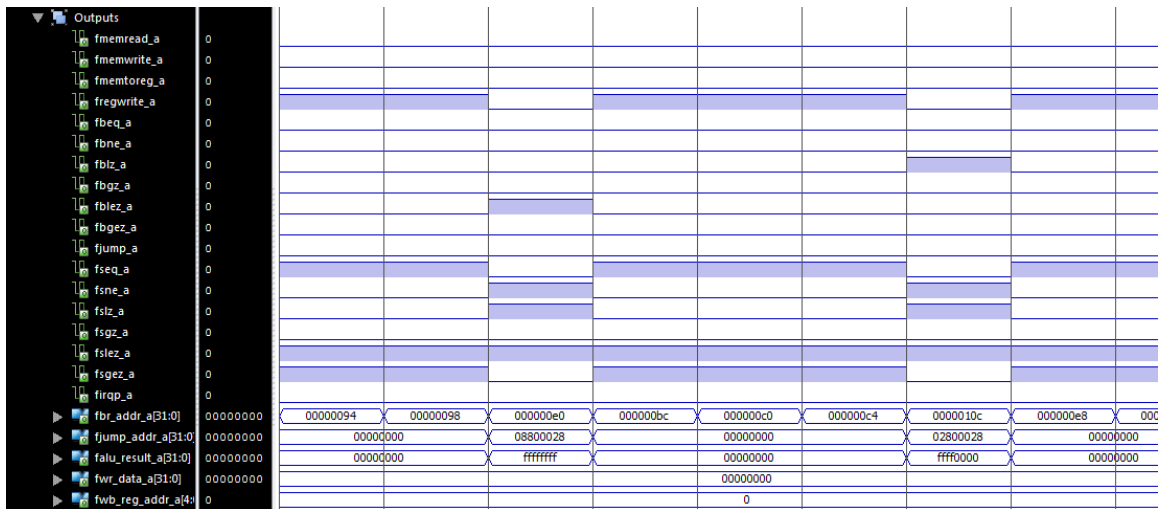 Outputs
fmemread_a 0
fmemwrite_a 0
fmemtoreg_a 0
fregwrite_a 0
fbeq_a 0
fbne_a 0
fblz_a 0
fbgz_a 0
fblez_a 0
fbgez_a 0
fjump_a 0
fseq_a 0
fsne_a 0
fslz_a 0
fsgz_a 0
fslez_a 0
fsgez_a 0
firqp_a 0
fbr_addr_a[31:0] 00000000 00000094 00000098 000000e0 000000bc 000000c0 000000c4 0000010c 000000e8 000
fjump_addr_a[31:0] 00000000 00000000 08800028 00000000 02800028 00000000
falu_result_a[31:0] 00000000 00000000 ffffffff 00000000 ffff0000 00000000
fwr_data_a[31:0] 00000000 00000000
fwb_reg_addr_a[4: 0 0